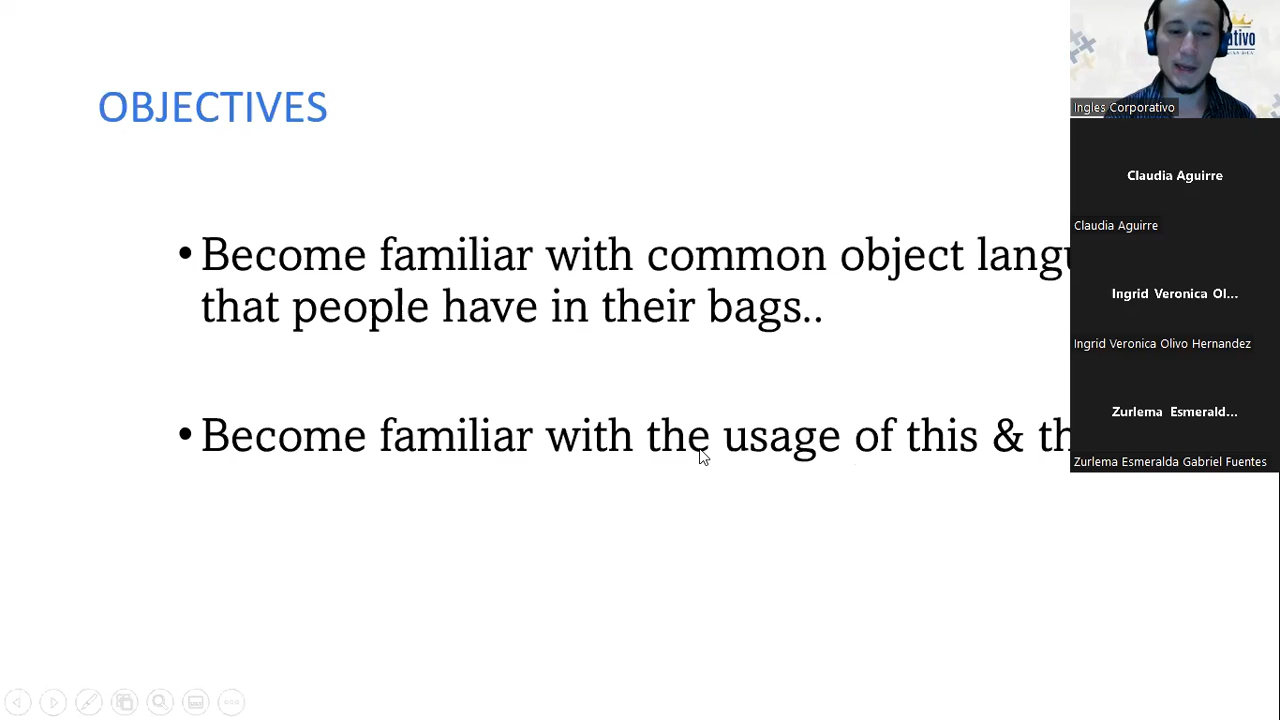 OBJECTIVES
• Become familiar with common object
that people have in their bags..
• Become familiar with the usage of this &
ativo
Ingles Corporativo
Claudia Aguirre
Claudia Aguirre
Ingrid Veronica Ol...
Ingrid Veronica Olivo Hernandez
Zurlema Esmerald...
Zurlema Esmeralda Gabriel Fuentes